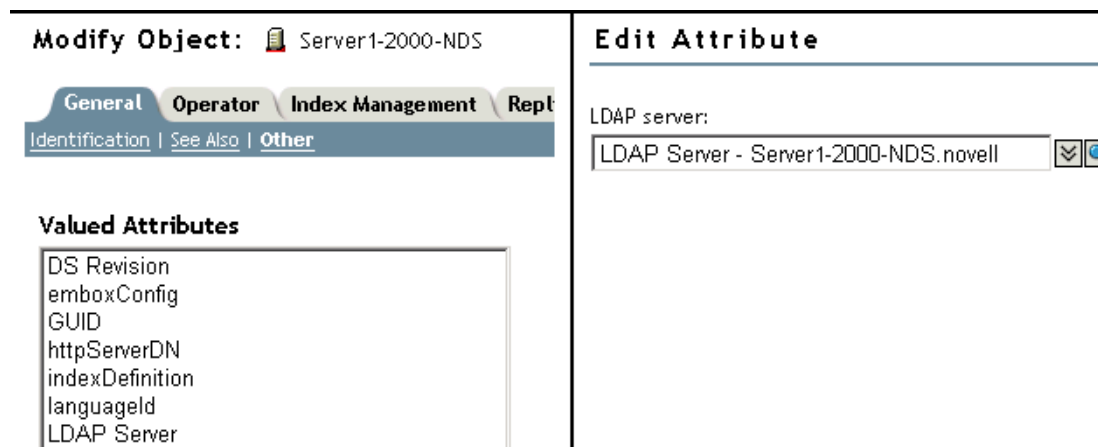 Modify Object: Server1-2000-NDS
General Operator Index Management Repl
Identification | See Also | Other
Valued Attributes
DS Revision
emboxConfig
GUID
httpServerDN
indexDefinition
languageId
LDAP Server
Edit Attribute
LDAP server:
LDAP Server - Server1-2000-NDS.novell